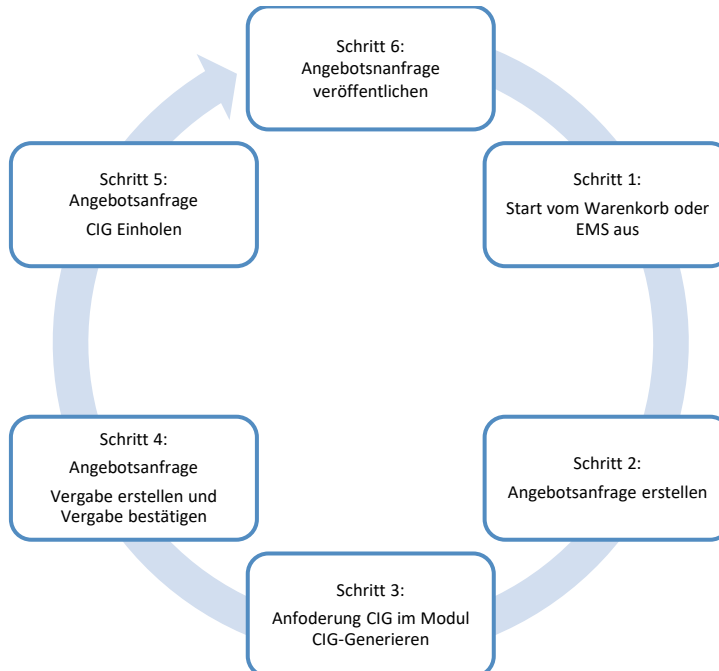 Schritt 6:
Angebotsnanfrage
veröffentlichen
Schritt 1:
Start vom Warenkorb oder
EMS aus
Schritt 2:
Angebotsanfrage erstellen
Schritt 3:
Anfoderung CIG im Modul
CIG-Generieren
Schritt 4:
Angebotsanfrage
Vergabe erstellen und
Vergabe bestätigen
Schritt 5:
Angebotsanfrage
CIG Einholen